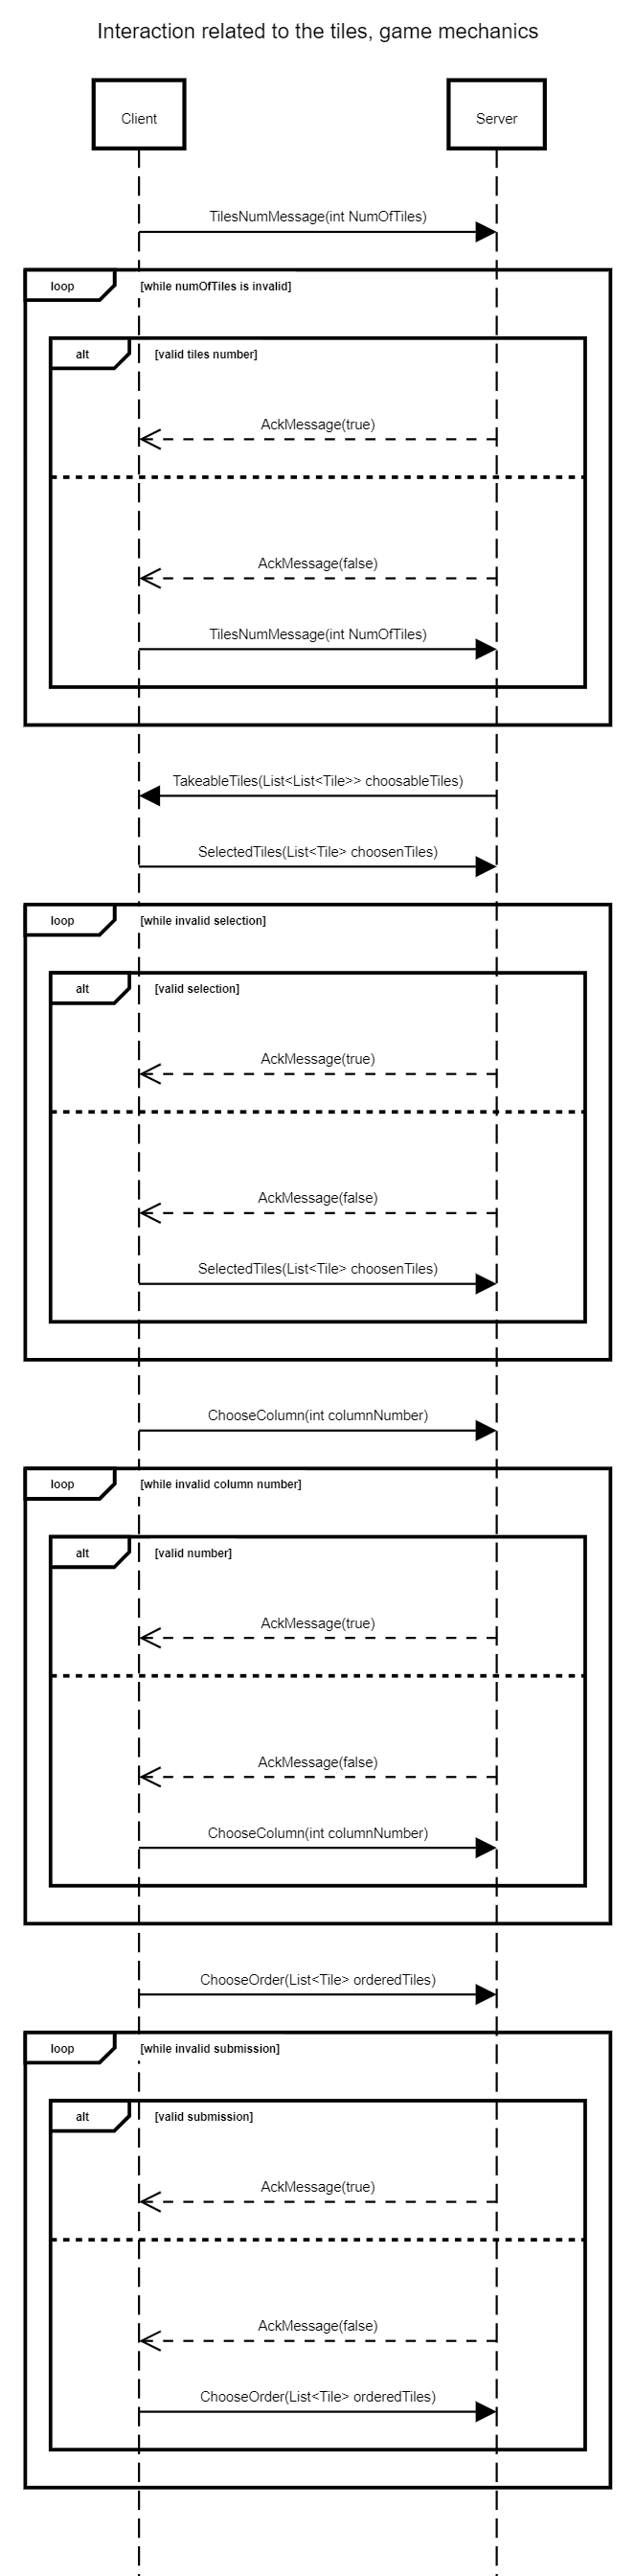 Interaction related to the tiles, game mechanics
Client
Server
TilesNumMessage(int NumOfTiles)
loop
[while numOfTiles is invalid]
alt
[valid tiles number]
AckMessage(true)
AckMessage(false)
TilesNumMessage(int NumOfTiles)
TakeableTiles(List<List<Tile>> choosableTiles)
SelectedTiles(List<Tile> choosenTiles)
loop
[while invalid selection]
alt
[valid selection]
AckMessage(true)
AckMessage(false)
SelectedTiles(List<Tile> choosenTiles)
ChooseColumn(int columnNumber)
loop
[while invalid column number]
alt
[valid number]
AckMessage(true)
AckMessage(false)
ChooseColumn(int columnNumber)
ChooseOrder(List<Tile> orderedTiles)
loop
[while invalid submission]
alt
[valid submission]
AckMessage(true)
AckMessage(false)
ChooseOrder(List<Tile> orderedTiles)